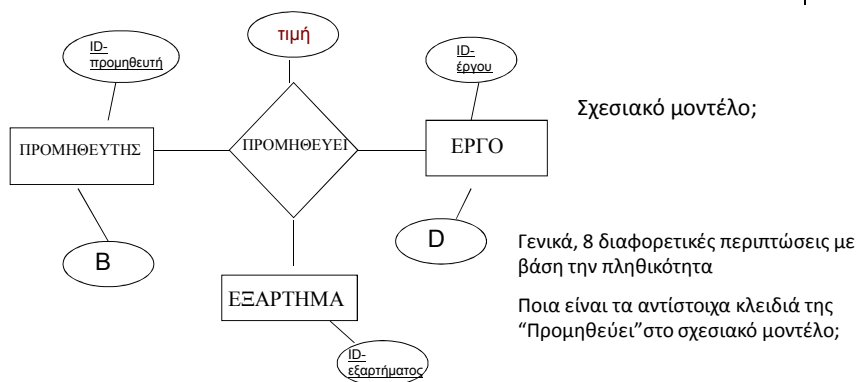 τιμή
ID-
προμηθευτή
ID-
έργου
Σχεσιακό μοντέλο;
ΠΡΟΜΗΘΕΥΤΗΣ
ΠΡΟΜΗΘΕΥΕΙ
ΕΡΓΟ
B
D
Γενικά, 8 διαφορετικές περιπτώσεις με
βάση την πληθικότητα
ΕΞΑΡΤΗΜΑ
Ποια είναι τα αντίστοιχα κλειδιά της
“Προμηθεύει”στο σχεσιακό μοντέλο;
ID-
εξαρτήματος